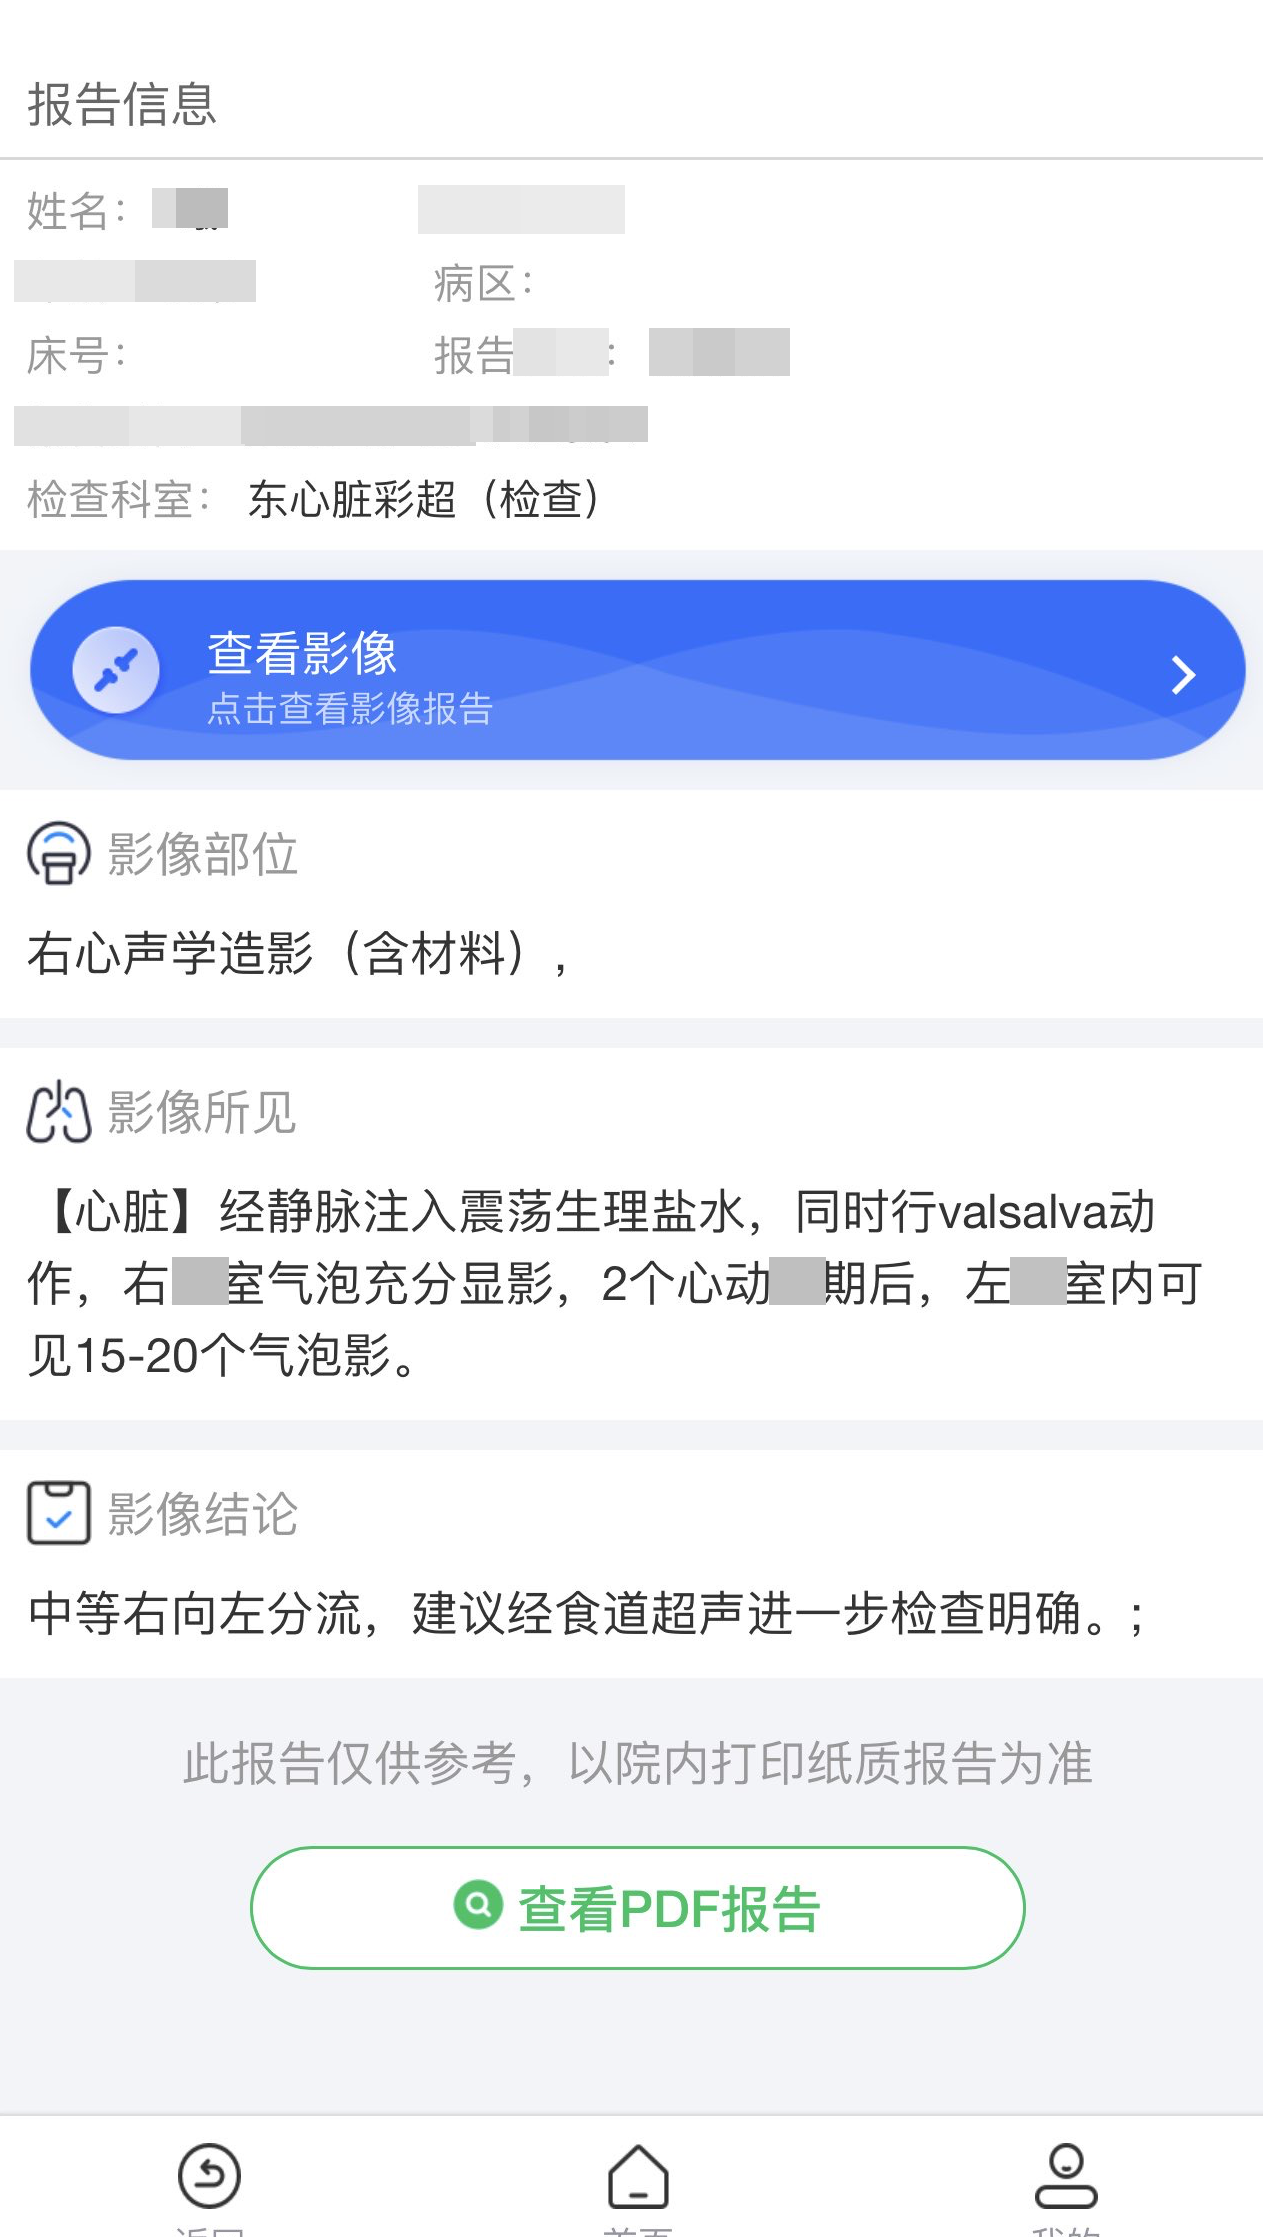 报告信息
姓名：
病区：
床号：
报告 ：
检查科室： 东心脏彩超（检查）
查看影像
点击查看影像报告
影像部位
右心声学造影（含材料）,
影像所见
【心脏】经静脉注入震荡生理盐水，同时行valsalva动
作，右 室气泡充分显影，2个心动 期后，左 室内可
见15-20个气泡影。
影像结论
中等右向左分流，建议经食道超声进一步检查明确。;
此报告仅供参考，以院内打印纸质报告为准
查看PDF报告